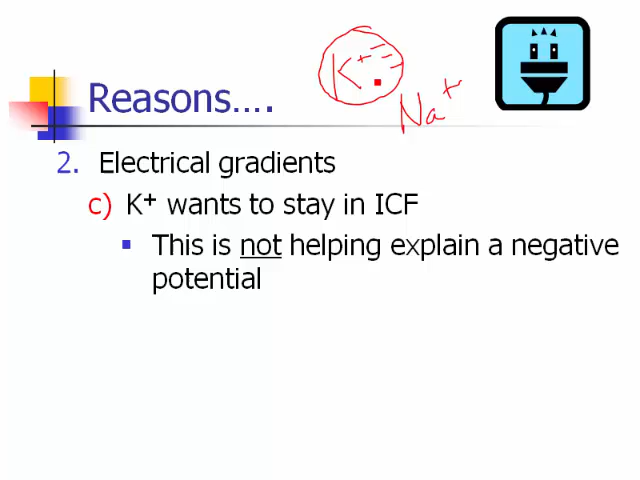 K+
Na+
Reasons….
2. Electrical gradients
c) K+ wants to stay in ICF
This is not helping explain a negative
potential